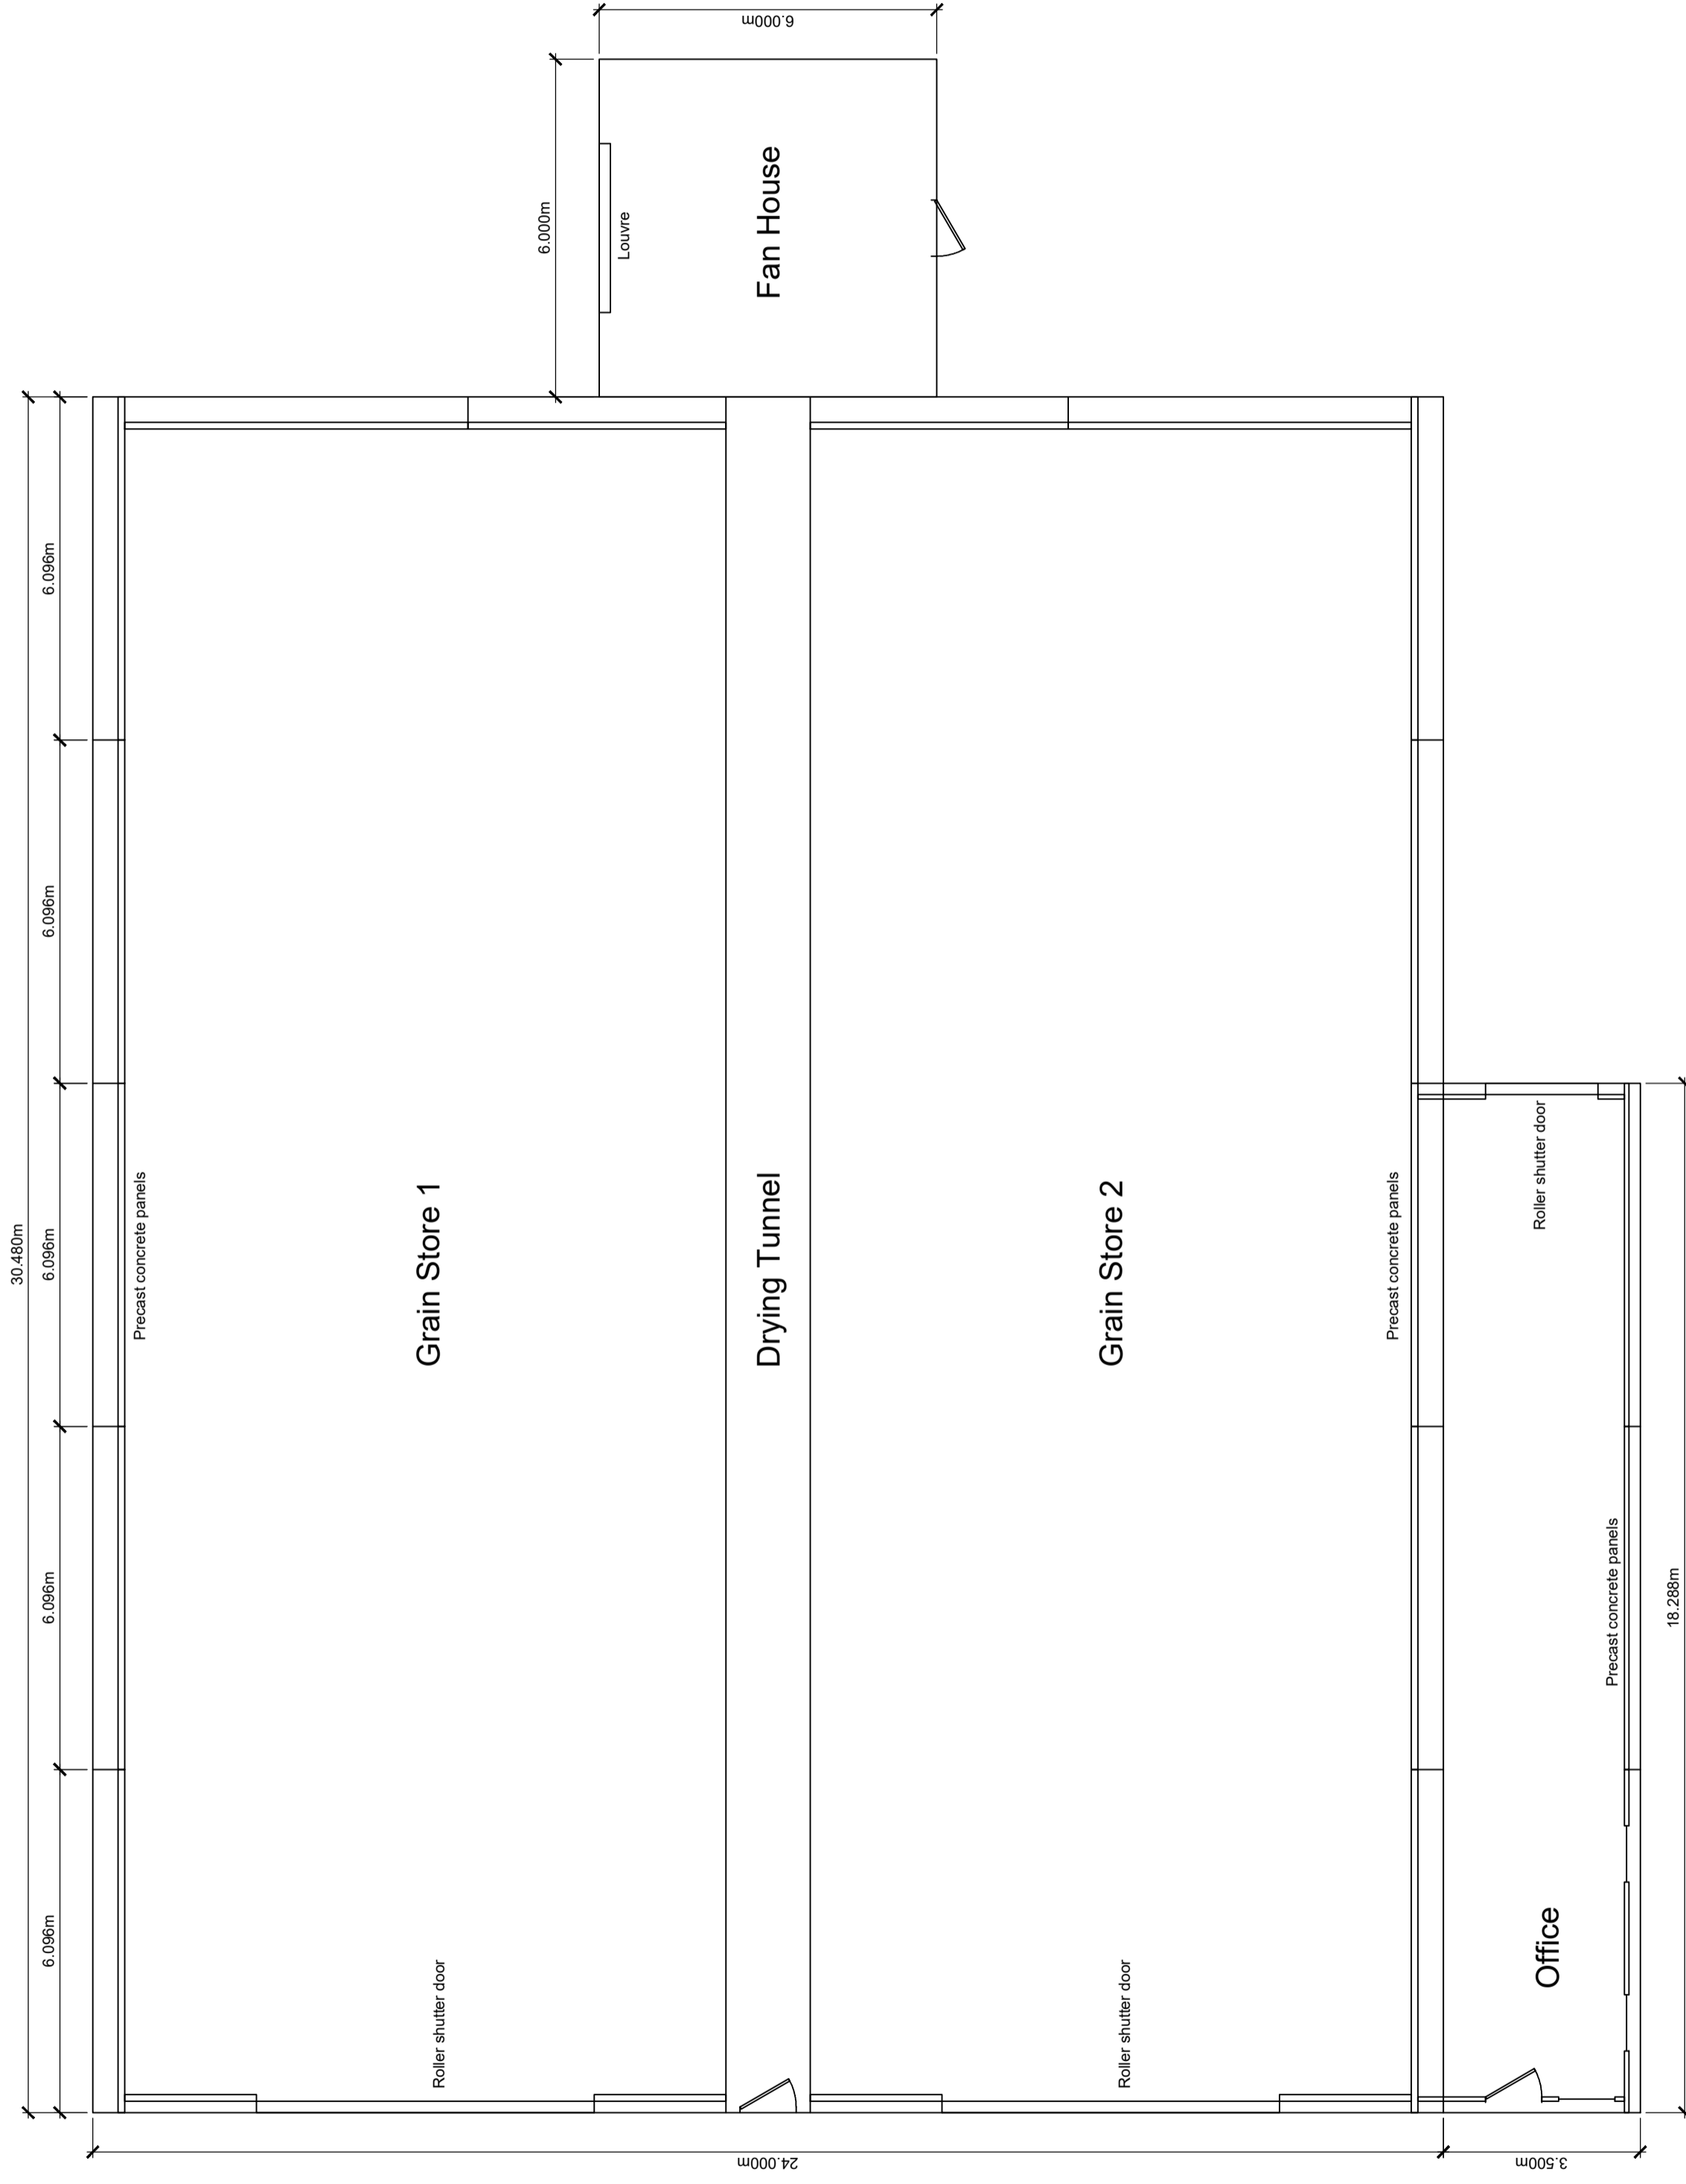 30.480m
6.096m
6.096m
6.096m
6.096m
6.096m
Precast concrete panels
Grain Store 1
Roller shutter door
6.000m
6.000m
Louvre
Fan House
Drying Tunnel
Grain Store 2
Roller shutter door
Precast concrete panels
Roller shutter door
Precast concrete panels
Office
18.288m
24.000m
3.500m